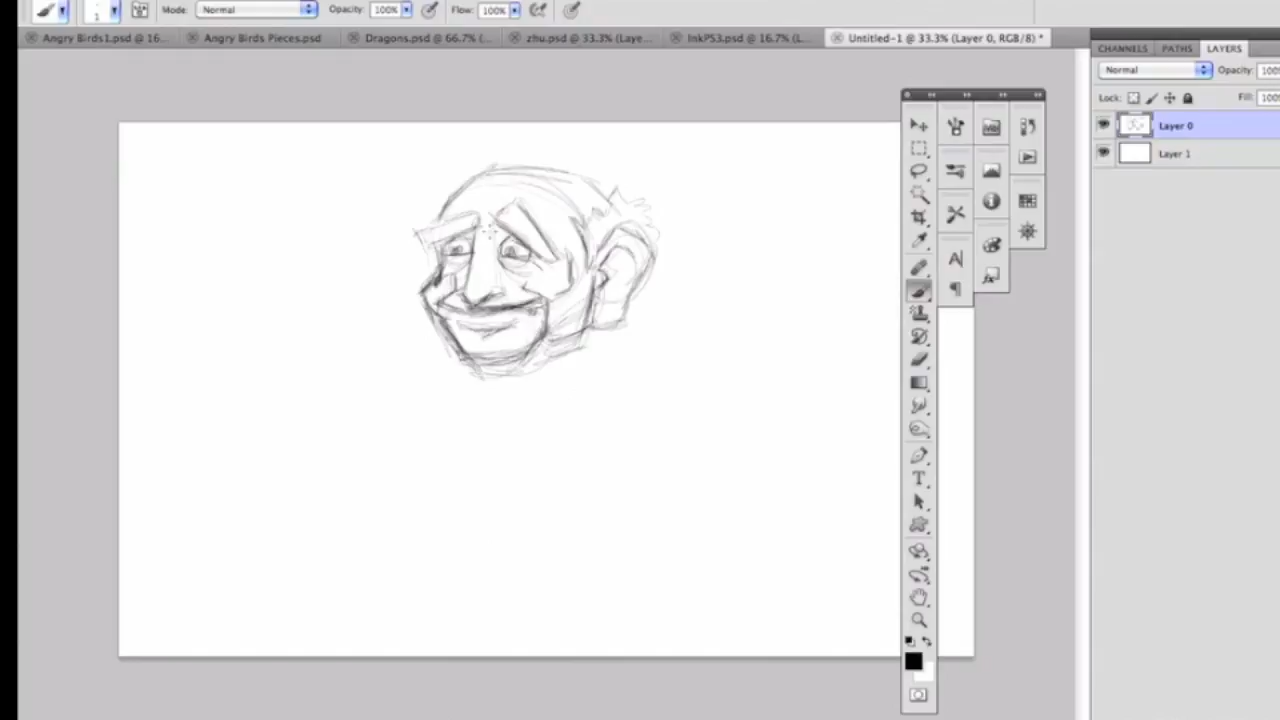 1 Mode: Normal Opacity: 100% Flow: 100%
Angry Birds1.psd @ 16... Angry Birds Pieces.psd Dragons.psd @ 66.7% (... zhu.psd @ 33.3% (Laye... InkPS3.psd @ 16.7% (L... Untitled-1 @ 33.3% (Layer 0, RGB/8) *
CHANNELS PATHS LAYERS
Normal Opacity: 100%
Lock: Fill: 100%
Layer 0
Layer 1